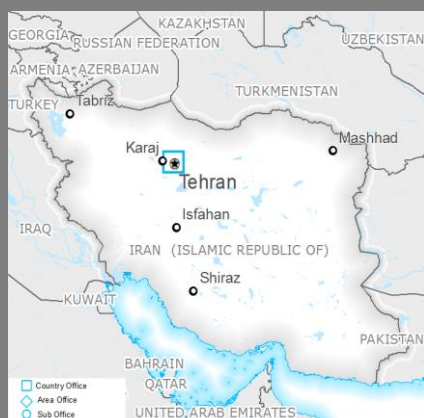 KAZAKHSTAN
GEORGIA
RUSSIAN FEDERATION
UZBEKISTAN
ARMENIA
AZERBAIJAN
TURKMENISTAN
TURKEY
Tabriz
Mashhad
Karaj
Tehran
Isfahan
IRAQ
IRAN (ISLAMIC REPUBLIC OF)
Shiraz
KUWAIT
PAKISTAN
BAHRAIN
QATAR
Country Office
Area Office
Sub Office
UNITED ARAB EMIRATES